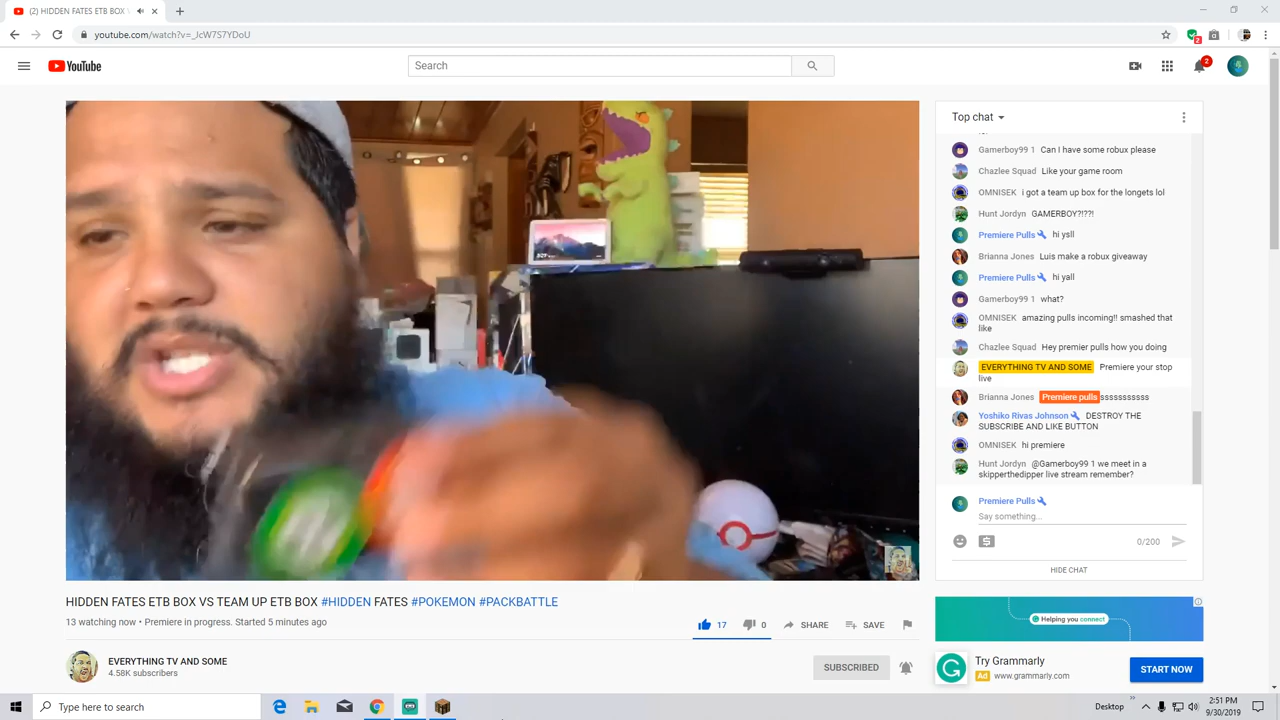 (2) HIDDEN FATES ETB BOX
youtube.com/watch?v=_JcW7S7YDoU
2
YouTube
Search
2
Top chat
Gamerboy99 1 Can I have some robux please
Chazlee Squad Like your game room
OMNISEK i got a team up box for the longets lol
Hunt Jordyn GAMERBOY?!??!
Premiere Pulls hi ysll
Brianna Jones Luis make a robux giveaway
Premiere Pulls hi yall
Gamerboy99 1 what?
OMNISEK amazing pulls incoming!! smashed that
like
Chazlee Squad Hey premier pulls how you doing
EVERYTHING TV AND SOME Premiere your stop
live
Brianna Jones Premiere pulls sssssssssss
Yoshiko Rivas Johnson DESTROY THE
SUBSCRIBE AND LIKE BUTTON
OMNISEK hi premiere
Hunt Jordyn @Gamerboy99 1 we meet in a
skipperthedipper live stream remember?
Premiere Pulls
Say something...
0/200
HIDE CHAT
HIDDEN FATES ETB BOX VS TEAM UP ETB BOX #HIDDEN FATES #POKEMON #PACKBATTLE
13 watching now • Premiere in progress. Started 5 minutes ago
17
0
SHARE
SAVE
EVERYTHING TV AND SOME
4.58K subscribers
SUBSCRIBED
Helping you connect
Try Grammarly
Ad www.grammarly.com
START NOW
Type here to search
Desktop
2:51 PM
9/30/2019